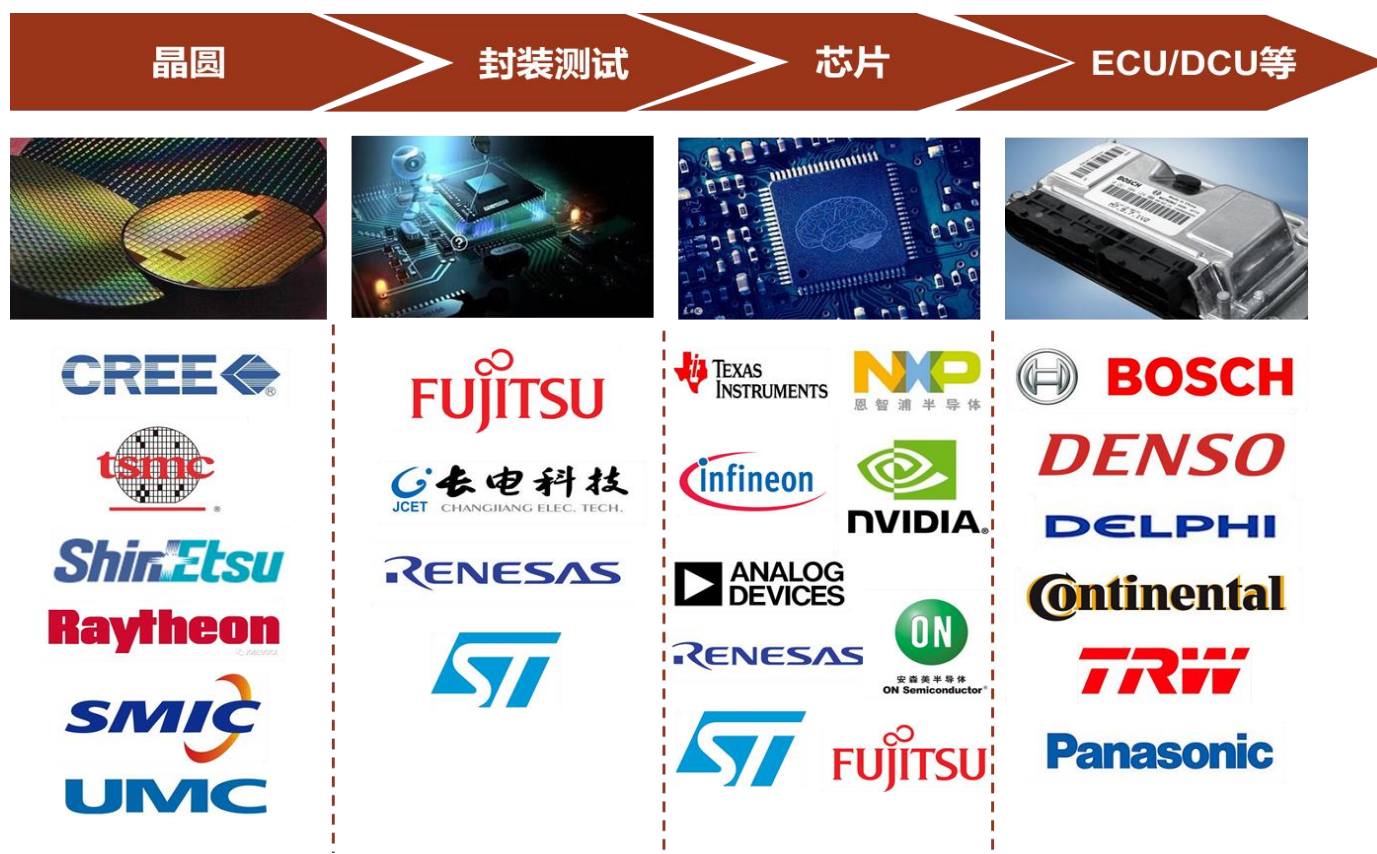 晶圆
封装测试
芯片
ECU/DCU等
BOSCH
CREE
®
tsmc
®
ShinEtsu
Raytheon
SMIC
UMC
FUJITSU
长电科技
JCET CHANGJIANG ELEC. TECH.
RENESAS
ST
TEXAS
INSTRUMENTS
NXP
恩智浦半导体
infineon
NVIDIA®
ANALOG
DEVICES
RENESAS
ON
安森美半导体
ON Semiconductor®
ST
FUJITSU
BOSCH
DENSO
DELPHI
Continental
TRW
Panasonic